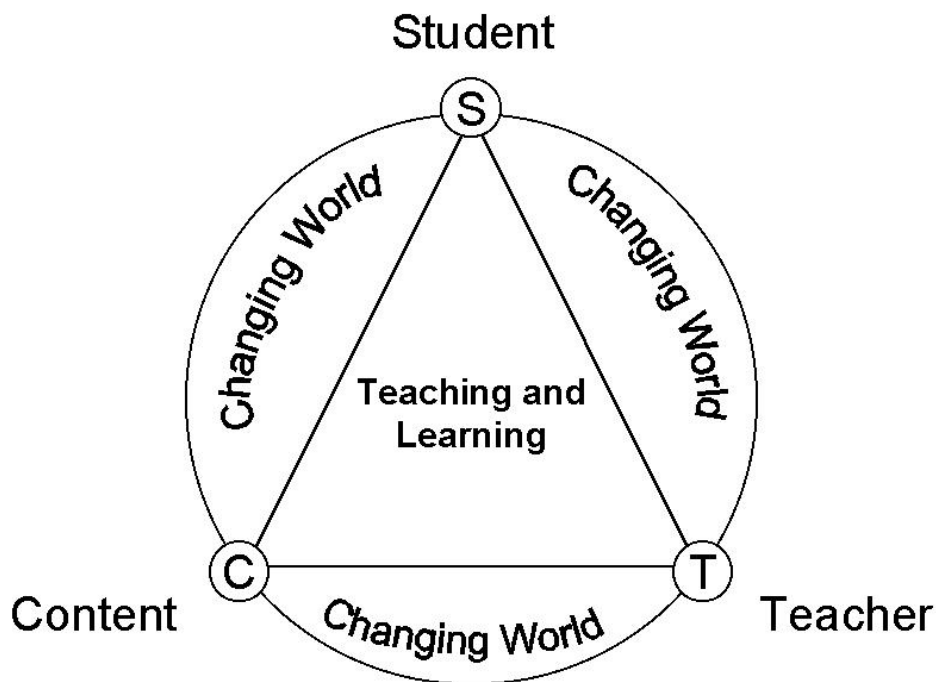 Student
S
Changing World
Changing World
Teaching and
Learning
C
T
Content
Changing World
Teacher